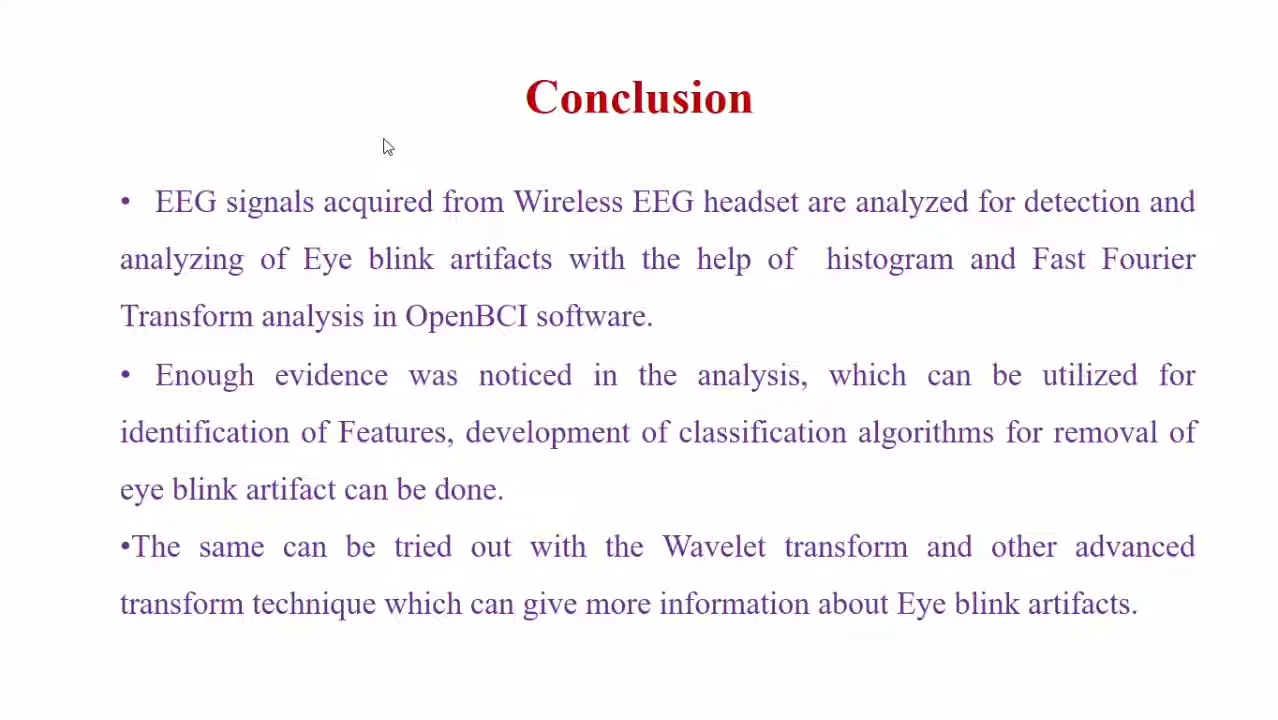 Conclusion
• EEG signals acquired from Wireless EEG headset are analyzed for detection and
analyzing of Eye blink artifacts with the help of histogram and Fast Fourier
Transform analysis in OpenBCI software.
• Enough evidence was noticed in the analysis, which can be utilized for
identification of Features, development of classification algorithms for removal of
eye blink artifact can be done.
•The same can be tried out with the Wavelet transform and other advanced
transform technique which can give more information about Eye blink artifacts.